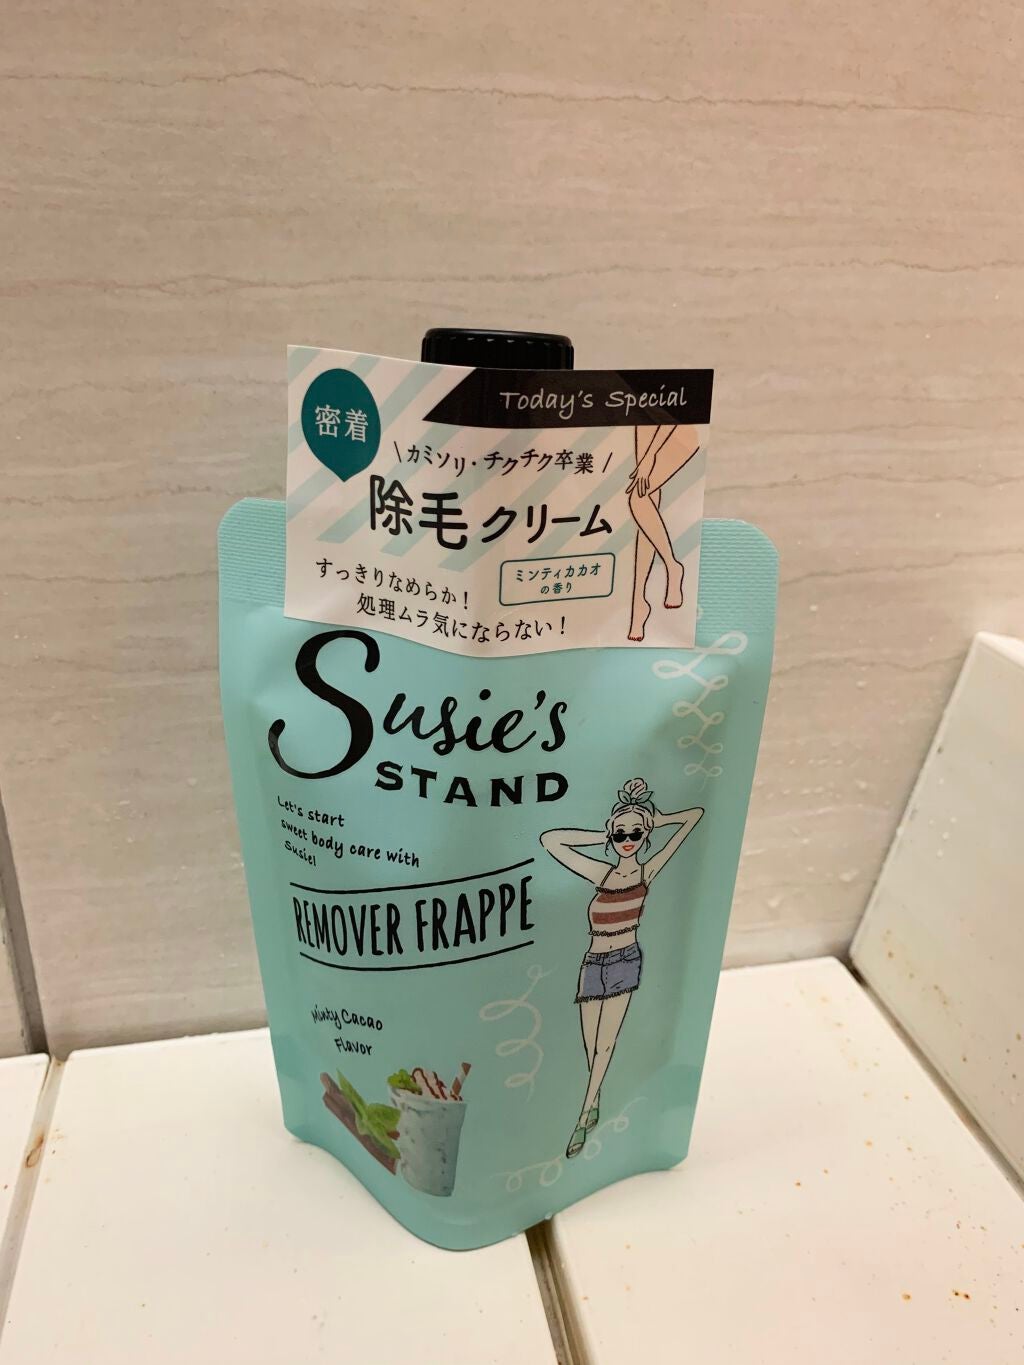 Today's Special
密着
\ カミソリ・チクチク卒業 /
除毛クリーム
ミンティカカオ
の香り
すっきりなめらか！
処理ムラ気にならない！
Susie's
STAND
Let's start
sweet body care with
Susie!
REMOVER FRAPPE
Minty Cacao
Flavor